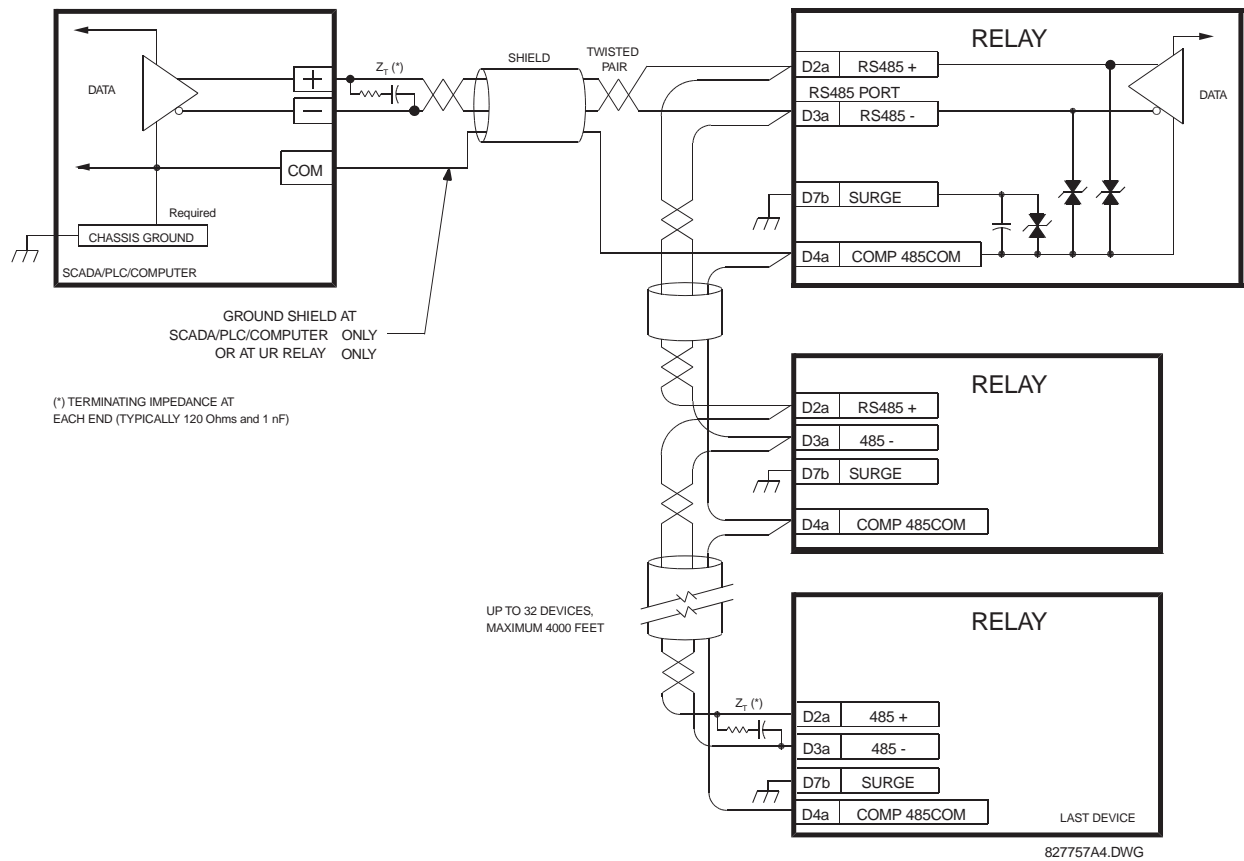 DATA
+
Z_T (*)
SHIELD
TWISTED
PAIR
−
COM
Required
CHASSIS GROUND
SCADA/PLC/COMPUTER
RELAY
D2a RS485 +
RS485 PORT
D3a RS485 -
DATA
D7b SURGE
D4a COMP 485COM
GROUND SHIELD AT
SCADA/PLC/COMPUTER ONLY
OR AT UR RELAY ONLY
(*) TERMINATING IMPEDANCE AT
EACH END (TYPICALLY 120 Ohms and 1 nF)
RELAY
D2a RS485 +
D3a 485 -
D7b SURGE
D4a COMP 485COM
UP TO 32 DEVICES,
MAXIMUM 4000 FEET
RELAY
Z_T (*)
D2a 485 +
D3a 485 -
D7b SURGE
D4a COMP 485COM
LAST DEVICE
827757A4.DWG